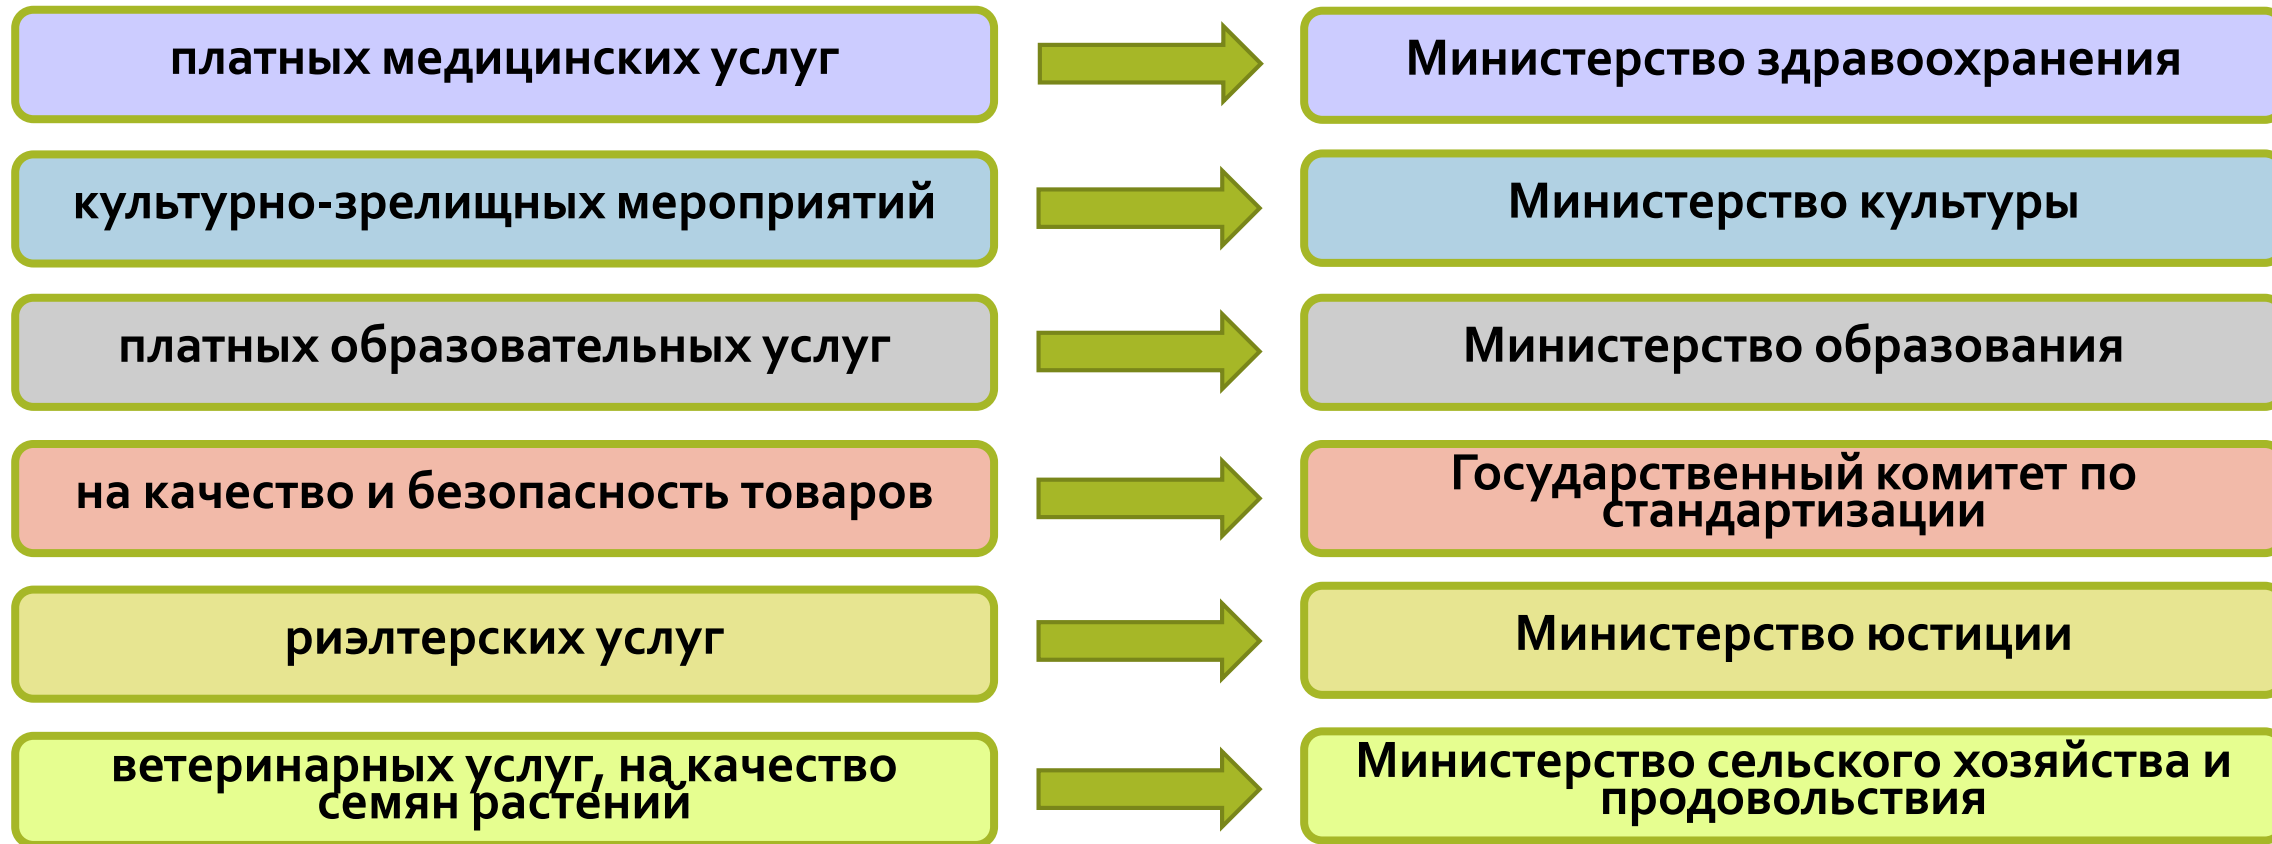 платных медицинских услуг
Министерство здравоохранения
культурно-зрелищных мероприятий
Министерство культуры
платных образовательных услуг
Министерство образования
на качество и безопасность товаров
Государственный комитет по
стандартизации
риэлтерских услуг
Министерство юстиции
ветеринарных услуг, на качество
семян растений
Министерство сельского хозяйства и
продовольствия